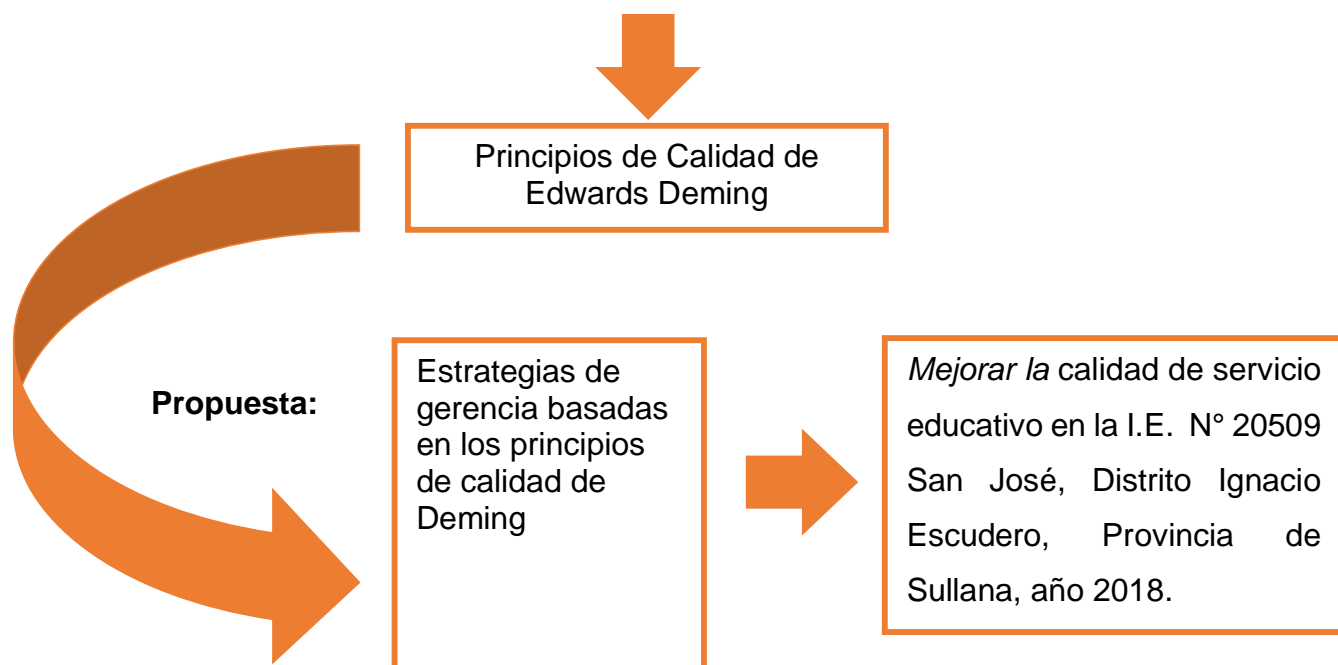 Principios de Calidad de
Edwards Deming
Propuesta:
Estrategias de
gerencia basadas
en los principios
de calidad de
Deming
Mejorar la calidad de servicio
educativo en la I.E. N° 20509
San José, Distrito Ignacio
Escudero, Provincia de
Sullana, año 2018.